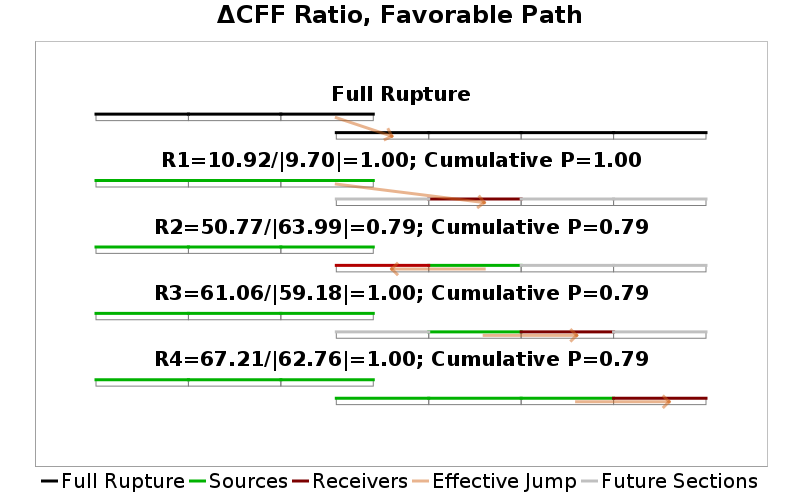 ΔCFF Ratio, Favorable Path
Full Rupture
R1=10.92/|9.70|=1.00; Cumulative P=1.00
R2=50.77/|63.99|=0.79; Cumulative P=0.79
R3=61.06/|59.18|=1.00; Cumulative P=0.79
R4=67.21/|62.76|=1.00; Cumulative P=0.79
Full Rupture Sources Receivers Effective Jump Future Sections